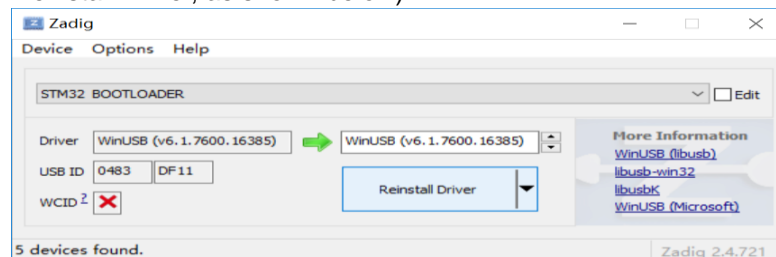 Zadig
Device Options Help
STM32 BOOTLOADER
Edit
Driver WinUSB (v6.1.7600.16385) WinUSB (v6.1.7600.16385)
More Information
WinUSB (libusb)
USB ID 0483 DF11
libusb-win32
Reinstall Driver
libusbK
WCID ?
WinUSB (Microsoft)
5 devices found.
Zadig 2.4.721